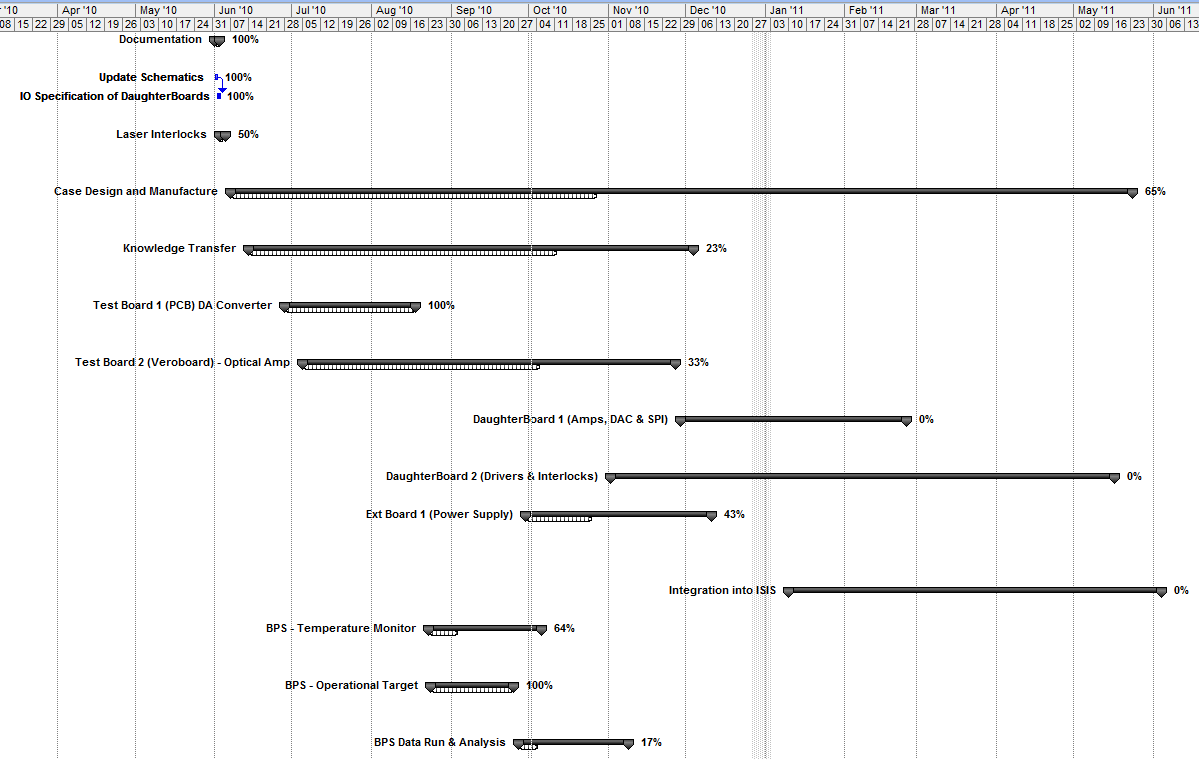 r '10 Apr '10 May '10 Jun '10 Jul '10 Aug '10 Sep '10 Oct '10 Nov '10 Dec '10 Jan '11 Feb '11 Mar '11 Apr '11 May '11 Jun '11
08 15 22 29 05 12 19 26 03 10 17 24 31 07 14 21 28 05 12 19 26 02 09 16 23 30 06 13 20 27 04 11 18 25 01 08 15 22 29 06 13 20 27 03 10 17 24 31 07 14 21 28 07 14 21 28 04 11 18 25 02 09 16 23 30 06 13
Documentation 100%
Update Schematics 100%
IO Specification of DaughterBoards 100%
Laser Interlocks 50%
Case Design and Manufacture 65%
Knowledge Transfer 23%
Test Board 1 (PCB) DA Converter 100%
Test Board 2 (Veroboard) - Optical Amp 33%
DaughterBoard 1 (Amps, DAC & SPI) 0%
DaughterBoard 2 (Drivers & Interlocks) 0%
Ext Board 1 (Power Supply) 43%
Integration into ISIS 0%
BPS - Temperature Monitor 64%
BPS - Operational Target 100%
BPS Data Run & Analysis 17%